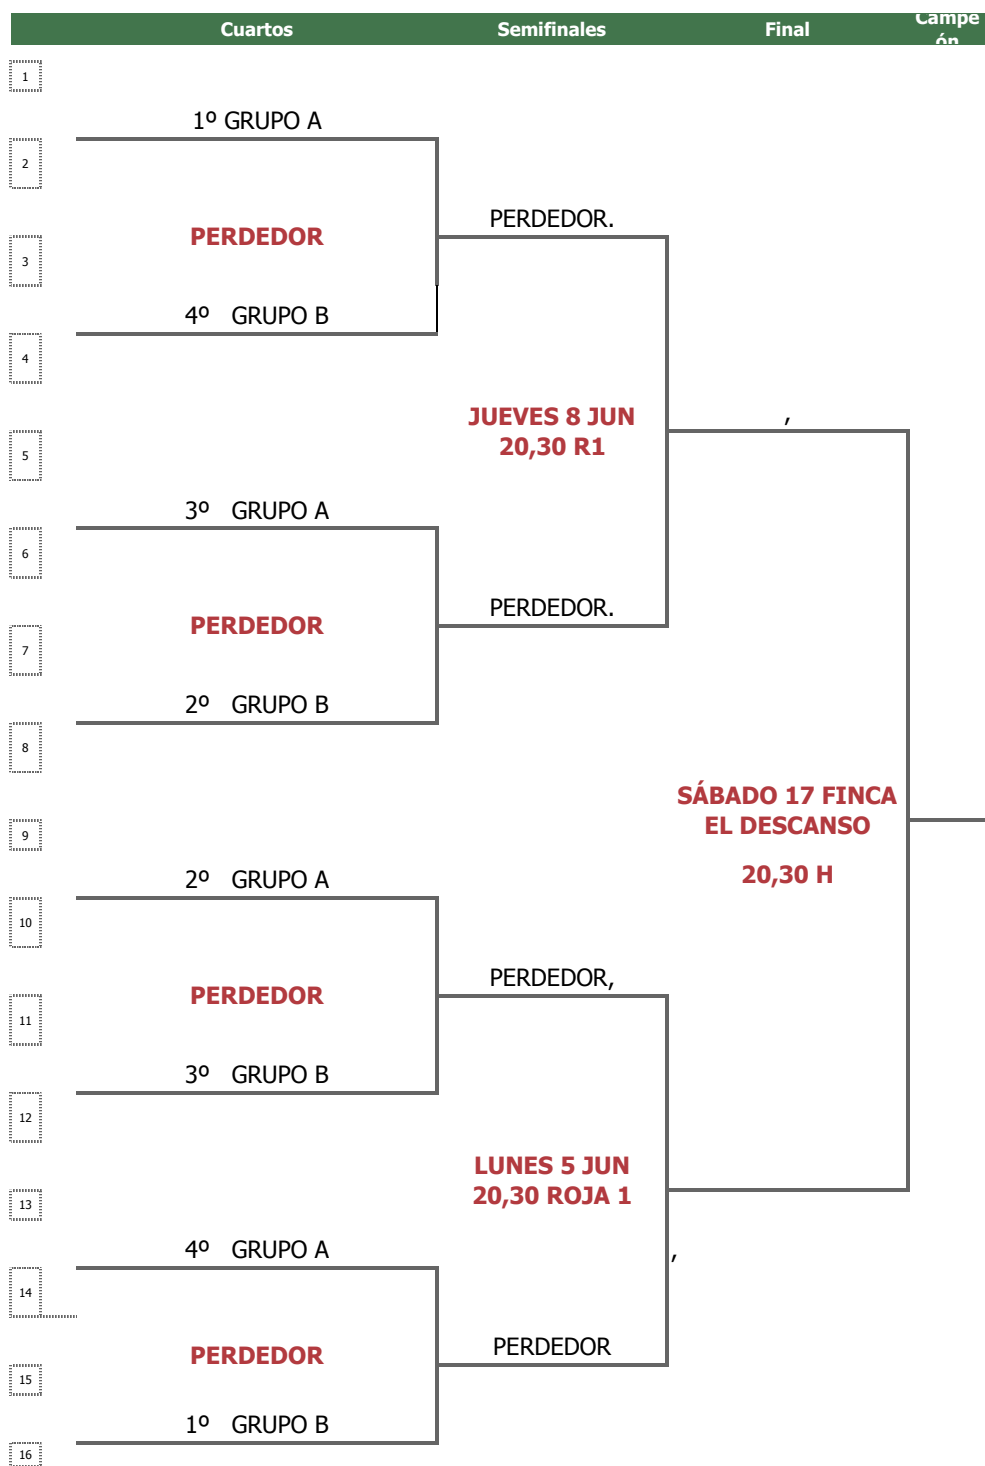 Cuartos Semifinales Final Campe
ón
1
1º GRUPO A
2
PERDEDOR.
PERDEDOR
3
4º GRUPO B
4
JUEVES 8 JUN
,
20,30 R1
5
3º GRUPO A
6
PERDEDOR.
PERDEDOR
7
2º GRUPO B
8
SÁBADO 17 FINCA
EL DESCANSO
9
20,30 H
2º GRUPO A
10
PERDEDOR,
PERDEDOR
11
3º GRUPO B
12
LUNES 5 JUN
20,30 ROJA 1
13
4º GRUPO A
,
14
PERDEDOR
PERDEDOR
15
1º GRUPO B
16